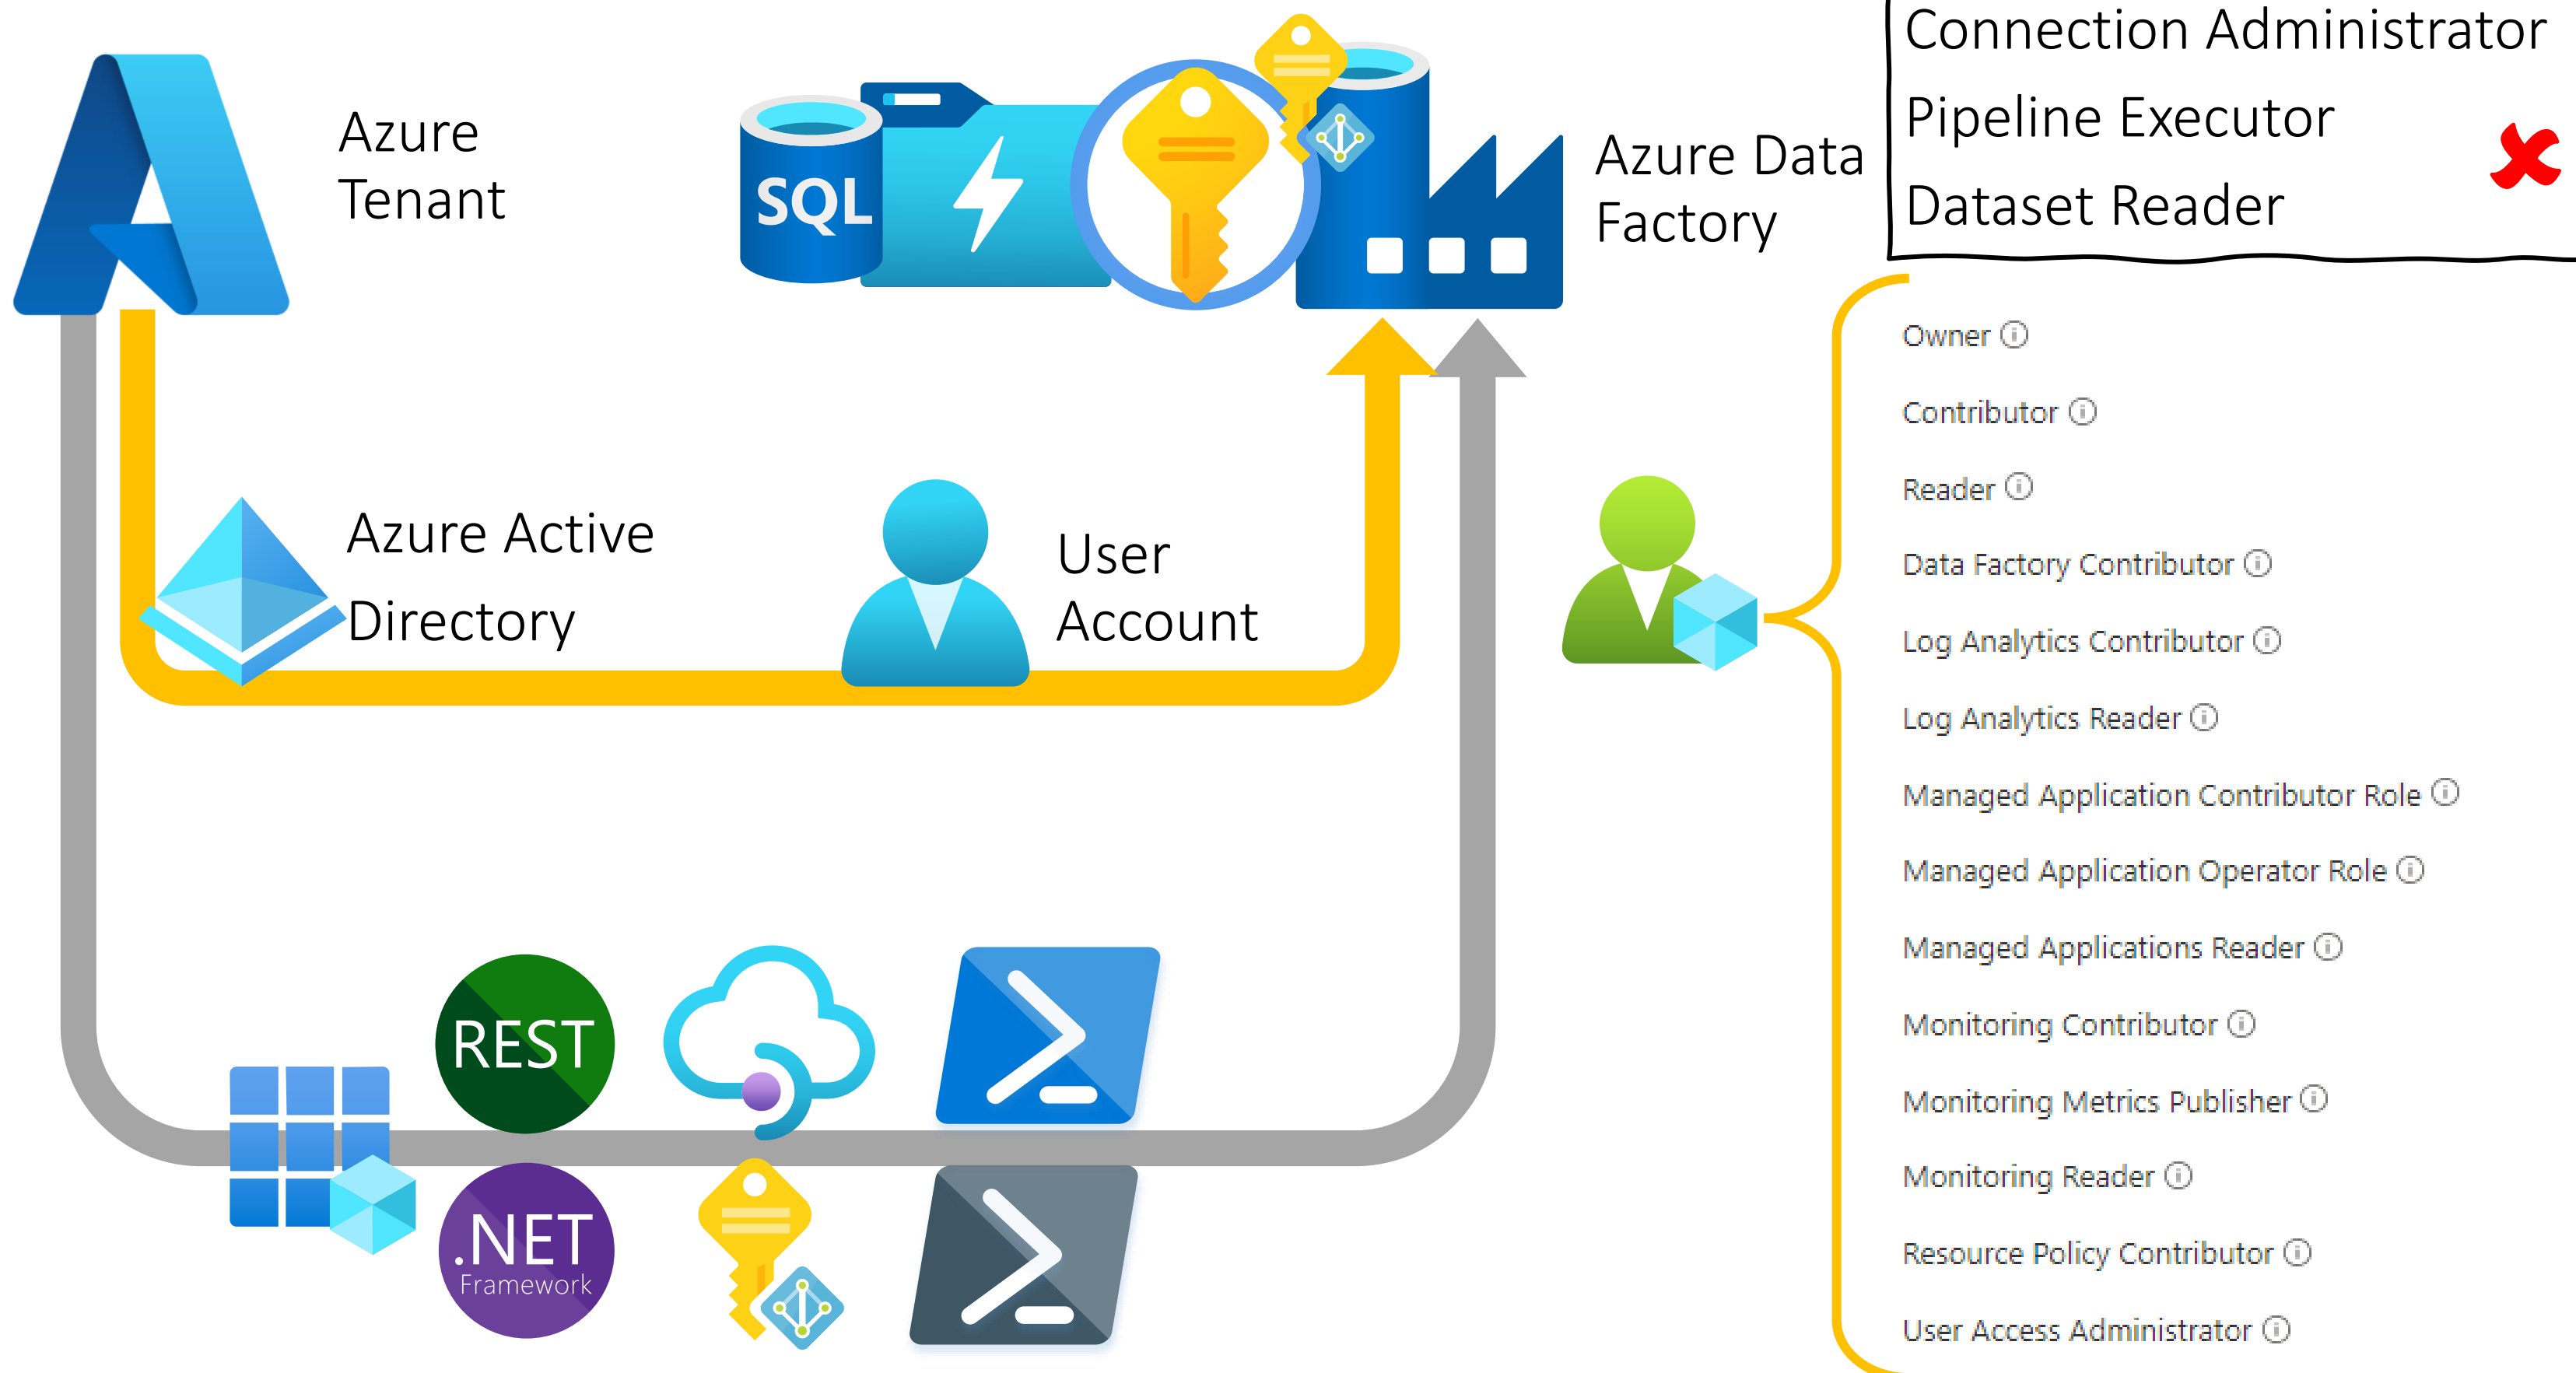 Azure
Tenant
SQL
Azure Data
Factory
Connection Administrator
Pipeline Executor
Dataset Reader
Azure Active
Directory
User
Account
REST
.NET
Framework
Owner
Contributor
Reader
Data Factory Contributor
Log Analytics Contributor
Log Analytics Reader
Managed Application Contributor Role
Managed Application Operator Role
Managed Applications Reader
Monitoring Contributor
Monitoring Metrics Publisher
Monitoring Reader
Resource Policy Contributor
User Access Administrator